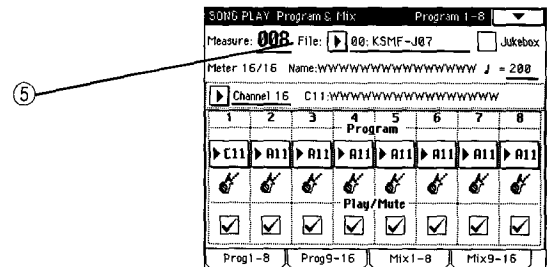 SONG PLAY Program & Mix Program 1-8
Measure: 008 File: 00: KSMF-J07 Jukebox
Meter 16/16 Name:WWWWWWWWWWWWWWWW ♩ = 200
⑤
Channel 16 C11:WWWWWWWWWWWWWWWW
1 2 3 4 5 6 7 8
Program
C11 A11 A11 A11 A11 A11 A11 A11
Play/Mute
Prog1-8 Prog9-16 Mix1-8 Mix9-16